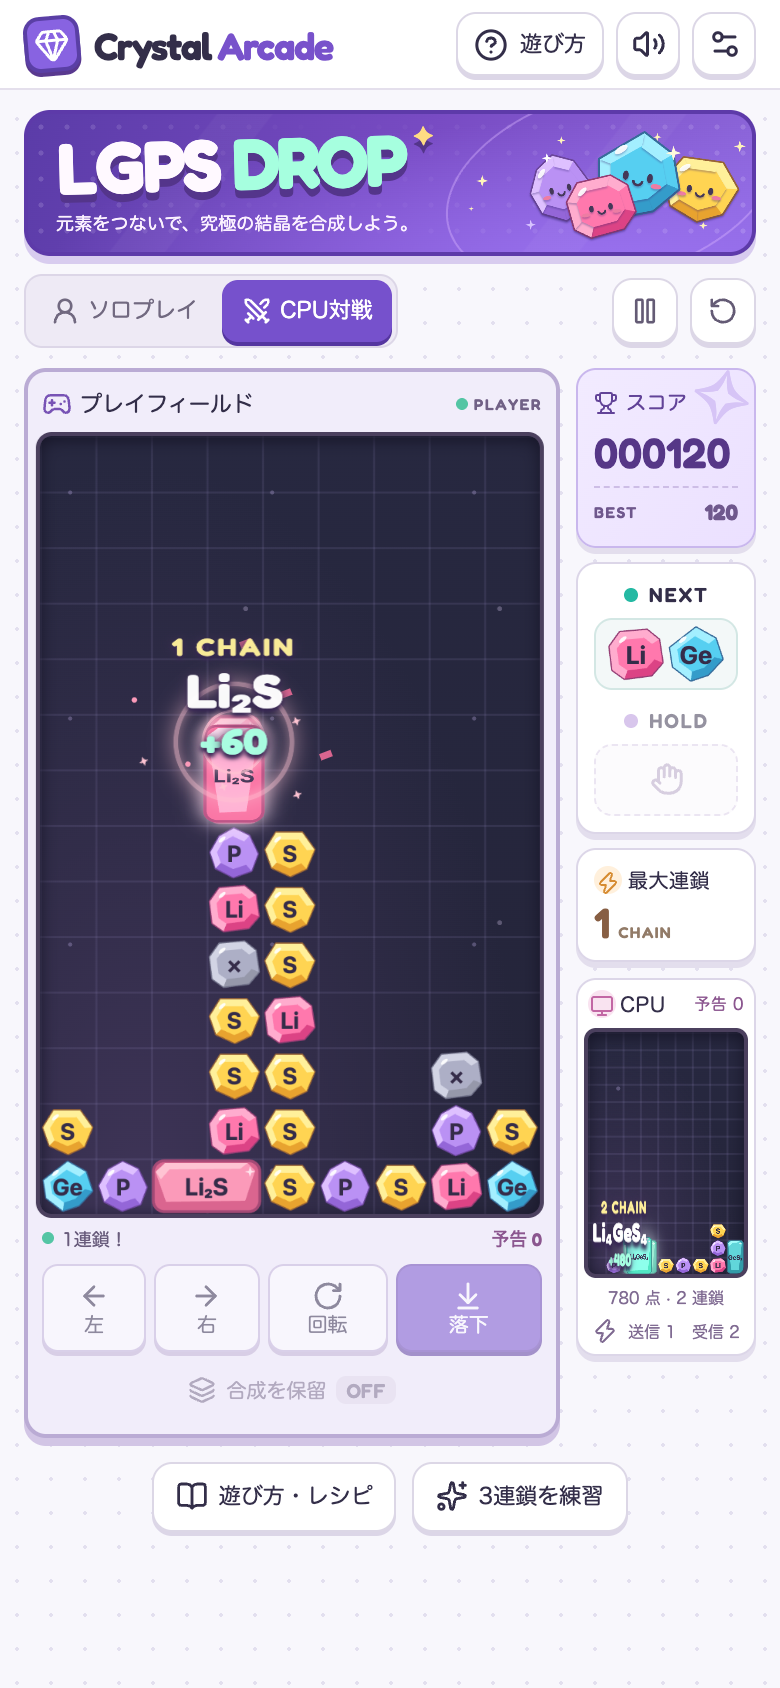 Crystal Arcade
遊び方
LGPS DROP
元素をつないで、究極の結晶を合成しよう。
ソロプレイ
CPU対戦
プレイフィールド
PLAYER
スコア
000120
BEST 120
NEXT
Li Ge
HOLD
1 CHAIN
Li₂S
+60
Li₂S
P S
Li S
× S
S Li
S S ×
S Li S P S
Ge P Li₂S S P S Li Ge
1連鎖！
予告 0
左
右
回転
落下
合成を保留 OFF
最大連鎖
1 CHAIN
CPU 予告 0
2 CHAIN
Li₄GeS₄
+480
S
P
S P S Li
780 点・2 連鎖
送信 1 受信 2
遊び方・レシピ
3連鎖を練習